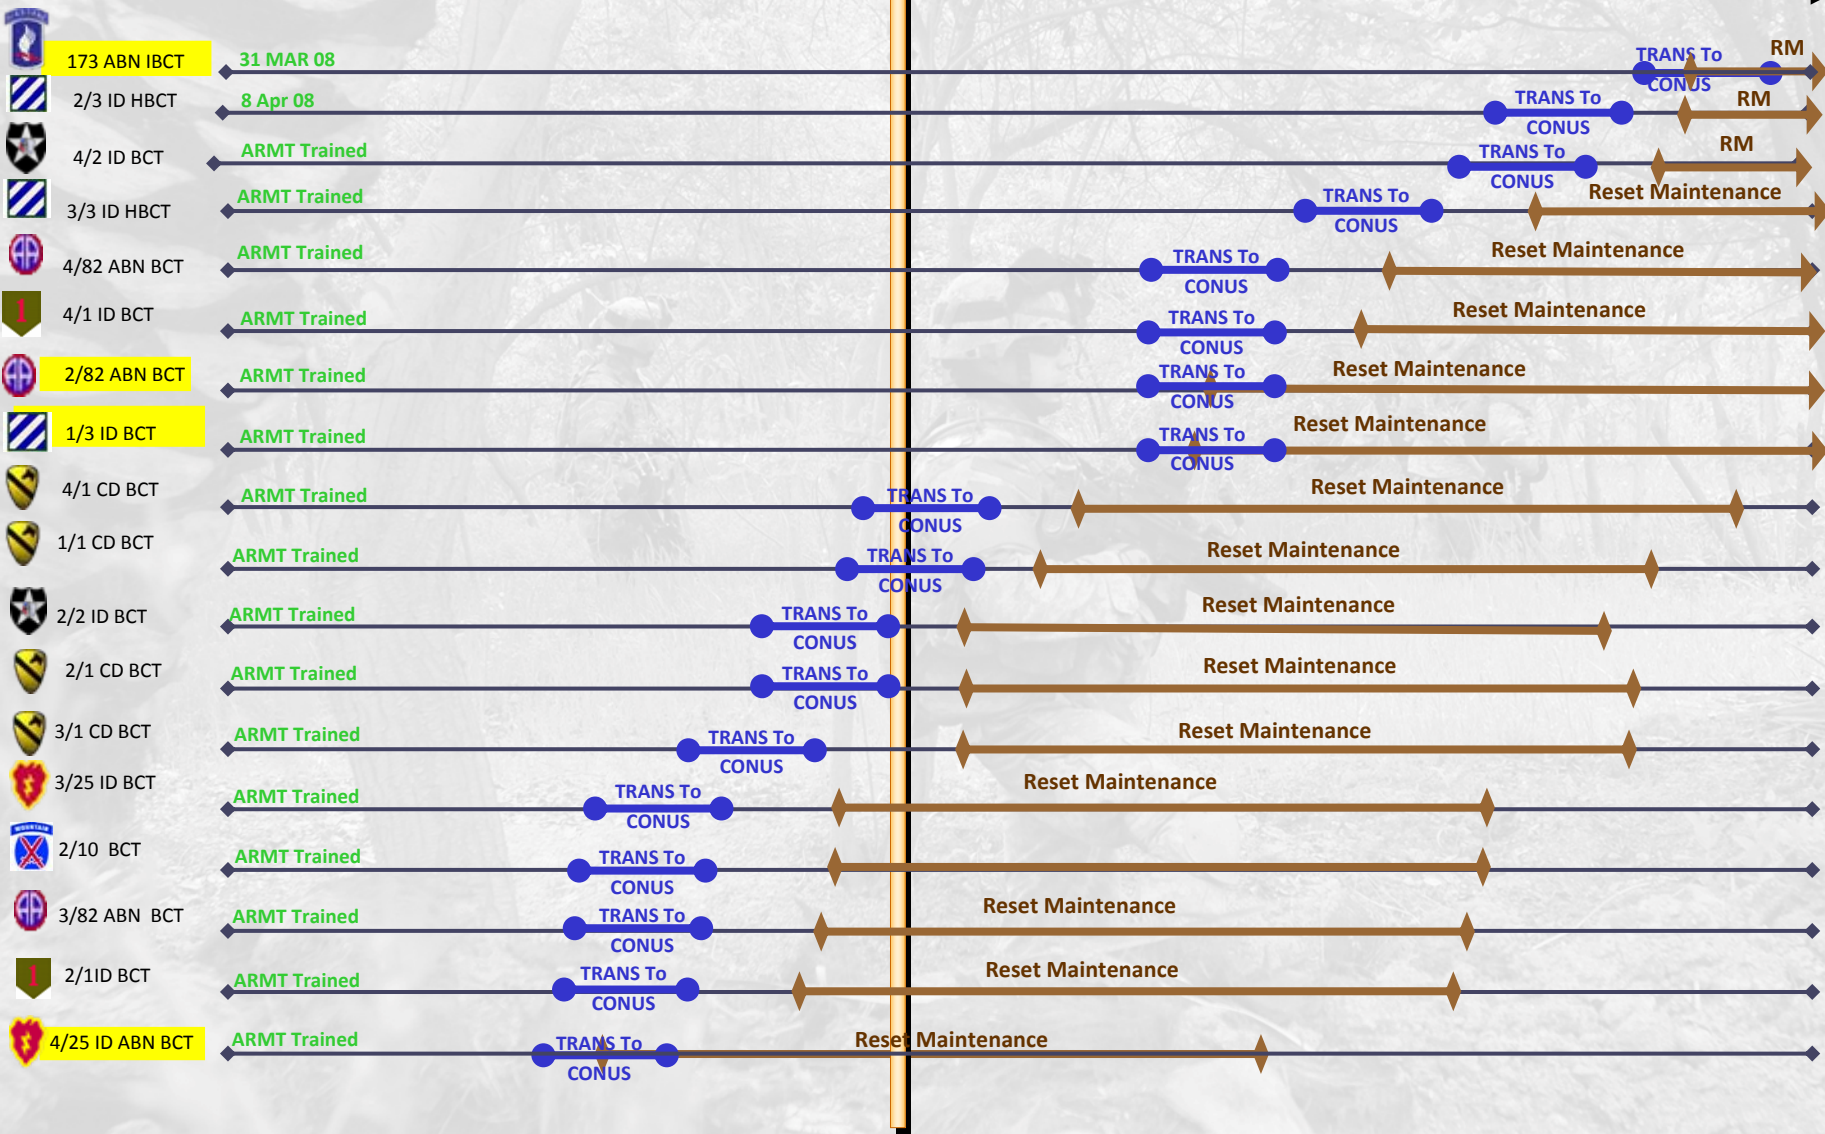 173 ABN IBCT 31 MAR 08 TRANS To CONUS RM
2/3 ID HBCT 8 Apr 08 TRANS To CONUS RM
4/2 ID BCT ARMT Trained TRANS To CONUS RM
3/3 ID HBCT ARMT Trained TRANS To CONUS Reset Maintenance
4/82 ABN BCT ARMT Trained TRANS To CONUS Reset Maintenance
1 4/1 ID BCT ARMT Trained TRANS To CONUS Reset Maintenance
2/82 ABN BCT ARMT Trained TRANS To CONUS Reset Maintenance
1/3 ID BCT ARMT Trained TRANS To CONUS Reset Maintenance
4/1 CD BCT ARMT Trained TRANS To CONUS Reset Maintenance
1/1 CD BCT ARMT Trained TRANS To CONUS Reset Maintenance
2/2 ID BCT ARMT Trained TRANS To CONUS Reset Maintenance
2/1 CD BCT ARMT Trained TRANS To CONUS Reset Maintenance
3/1 CD BCT ARMT Trained TRANS To CONUS Reset Maintenance
3/25 ID BCT ARMT Trained TRANS To CONUS Reset Maintenance
MOUNTAIN 2/10 BCT ARMT Trained TRANS To CONUS
3/82 ABN BCT ARMT Trained TRANS To CONUS Reset Maintenance
1 2/1ID BCT ARMT Trained TRANS To CONUS Reset Maintenance
4/25 ID ABN BCT ARMT Trained TRANS To CONUS Reset Maintenance